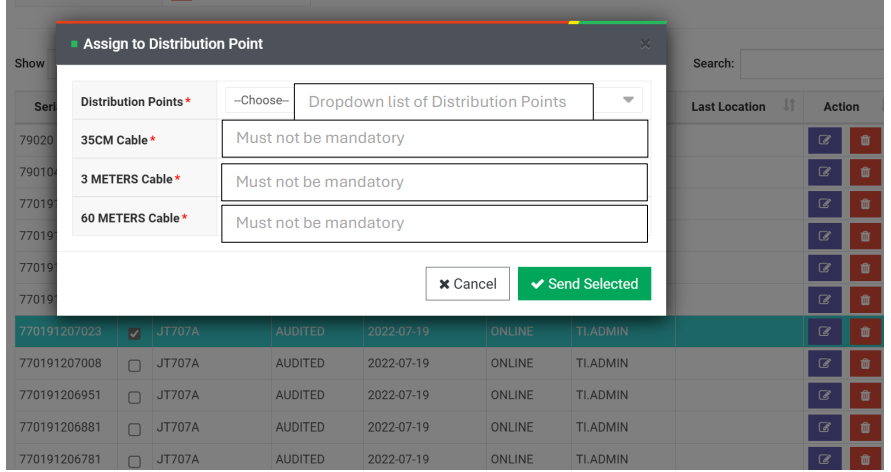 Assign to Distribution Point ×
Show
Search:
Distribution Points * --Choose-- Dropdown list of Distribution Points
35CM Cable * Must not be mandatory
3 METERS Cable * Must not be mandatory
60 METERS Cable * Must not be mandatory
Cancel Send Selected
Seri Last Location Action
79020
790104
77019
77019
77019
77019
770191207023 JT707A AUDITED 2022-07-19 ONLINE TI.ADMIN
770191207008 JT707A AUDITED 2022-07-19 ONLINE TI.ADMIN
770191206951 JT707A AUDITED 2022-07-19 ONLINE TI.ADMIN
770191206881 JT707A AUDITED 2022-07-19 ONLINE TI.ADMIN
770191206781 JT707A AUDITED 2022-07-19 ONLINE TI.ADMIN